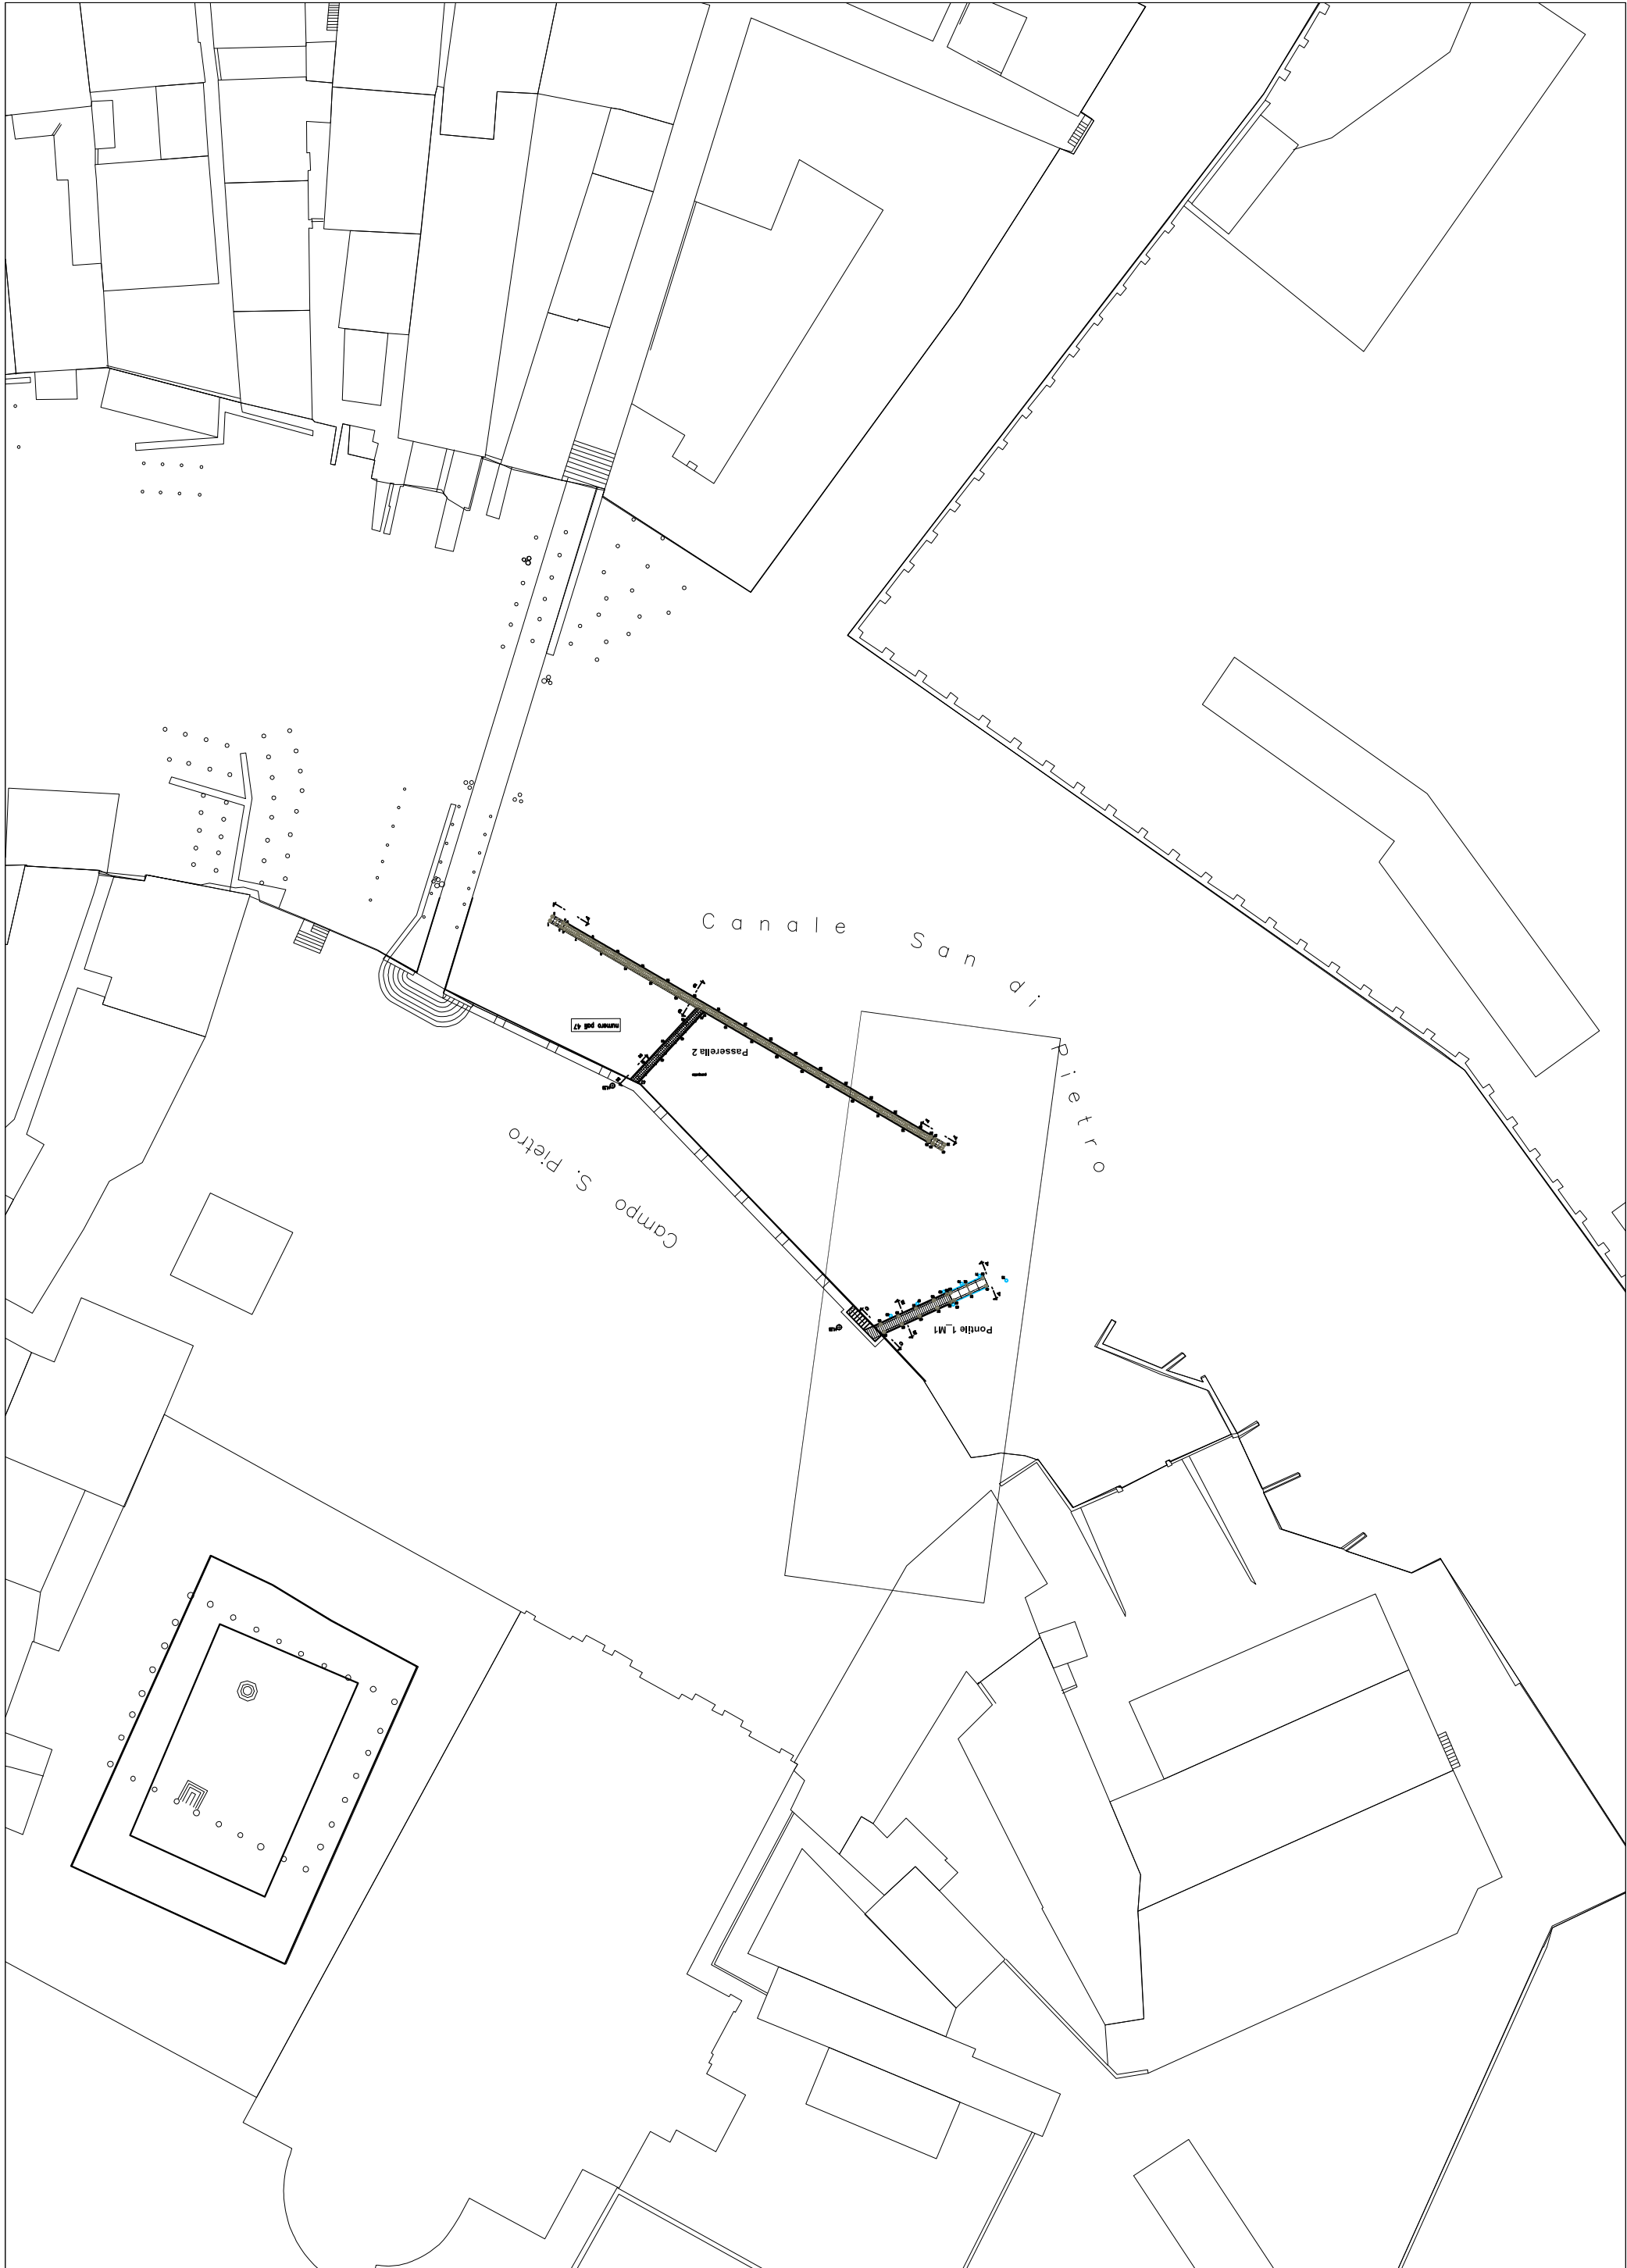 Canale San di Pietro
numero pali 47
Passerella 2
Campo S. Pietro
Pontile 1_M1